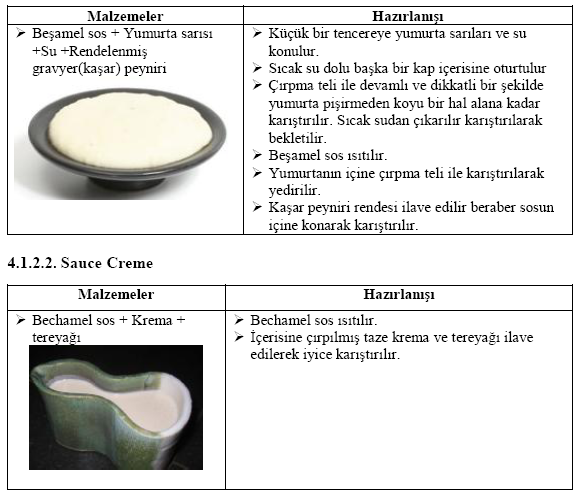 Malzemeler
Hazırlanışı
➢ Beşamel sos + Yumurta sarısı
+Su +Rendelenmiş
gravyer(kaşar) peyniri
➢ Küçük bir tencereye yumurta sarıları ve su
konulur.
➢ Sıcak su dolu başka bir kap içerisine oturtulur
➢ Çırpma teli ile devamlı ve dikkatli bir şekilde
yumurta pişirmeden koyu bir hal alana kadar
karıştırılır. Sıcak sudan çıkarılır karıştırılarak
bekletilir.
➢ Beşamel sos ısıtılır.
➢ Yumurtanın içine çırpma teli ile karıştırılarak
yedirilir.
➢ Kaşar peyniri rendesi ilave edilir beraber sosun
içine konarak karıştırılır.
4.1.2.2. Sauce Creme
Malzemeler
Hazırlanışı
➢ Bechamel sos + Krema +
tereyağı
➢ Bechamel sos ısıtılır.
➢ İçerisine çırpılmış taze krema ve tereyağı ilave
edilerek iyice karıştırılır.